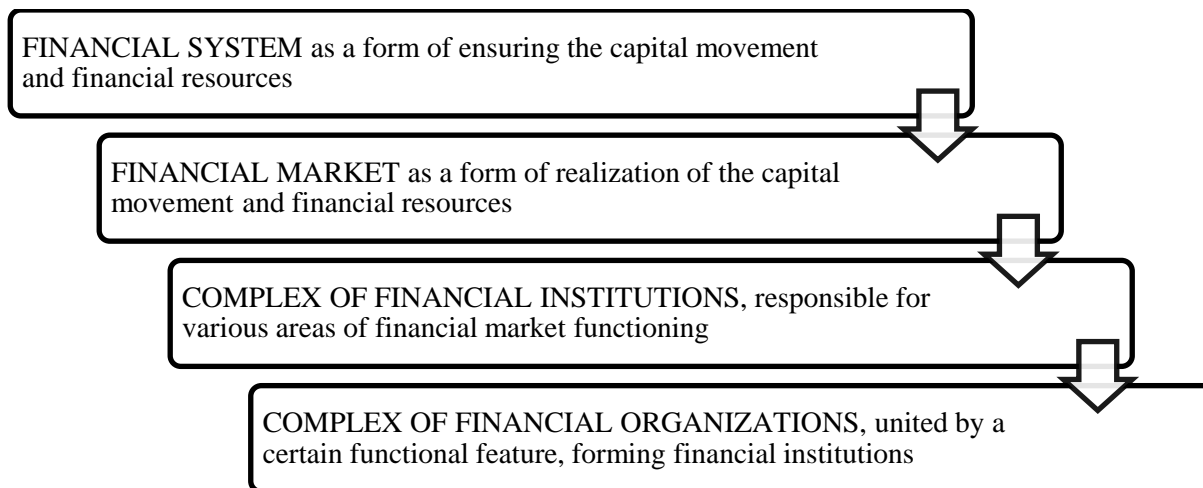 FINANCIAL SYSTEM as a form of ensuring the capital movement
and financial resources
FINANCIAL MARKET as a form of realization of the capital
movement and financial resources
COMPLEX OF FINANCIAL INSTITUTIONS, responsible for
various areas of financial market functioning
COMPLEX OF FINANCIAL ORGANIZATIONS, united by a
certain functional feature, forming financial institutions